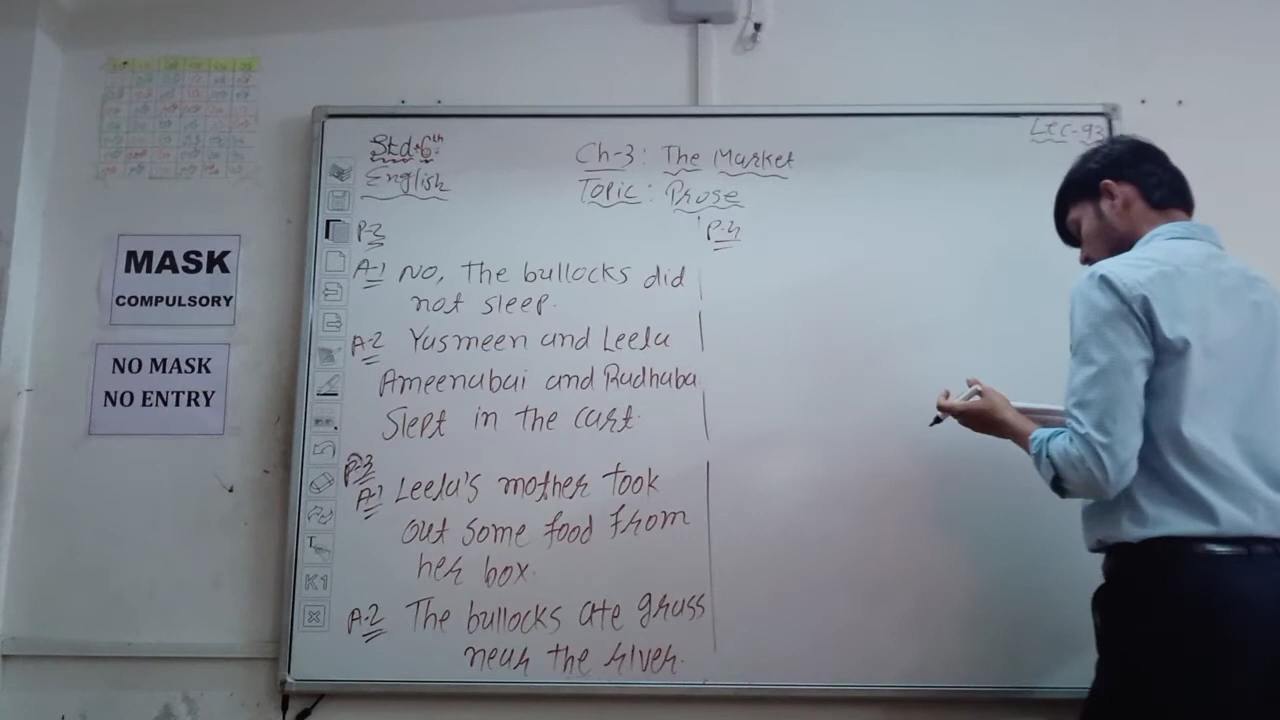 Std-6th
English
Ch-3: The Market
Topic: Prose
Lec-93
P-2
A-1 No, the bullocks did
not sleep.
A-2 Yasmeen and Leela
Ameenabai and Radhaba
Slept in the cart.
P-3
A-1 Leela's mother took
out some food from
her box.
A-2 The bullocks ate grass
near the river.
P-4
MASK
COMPULSORY
NO MASK
NO ENTRY
T
K1